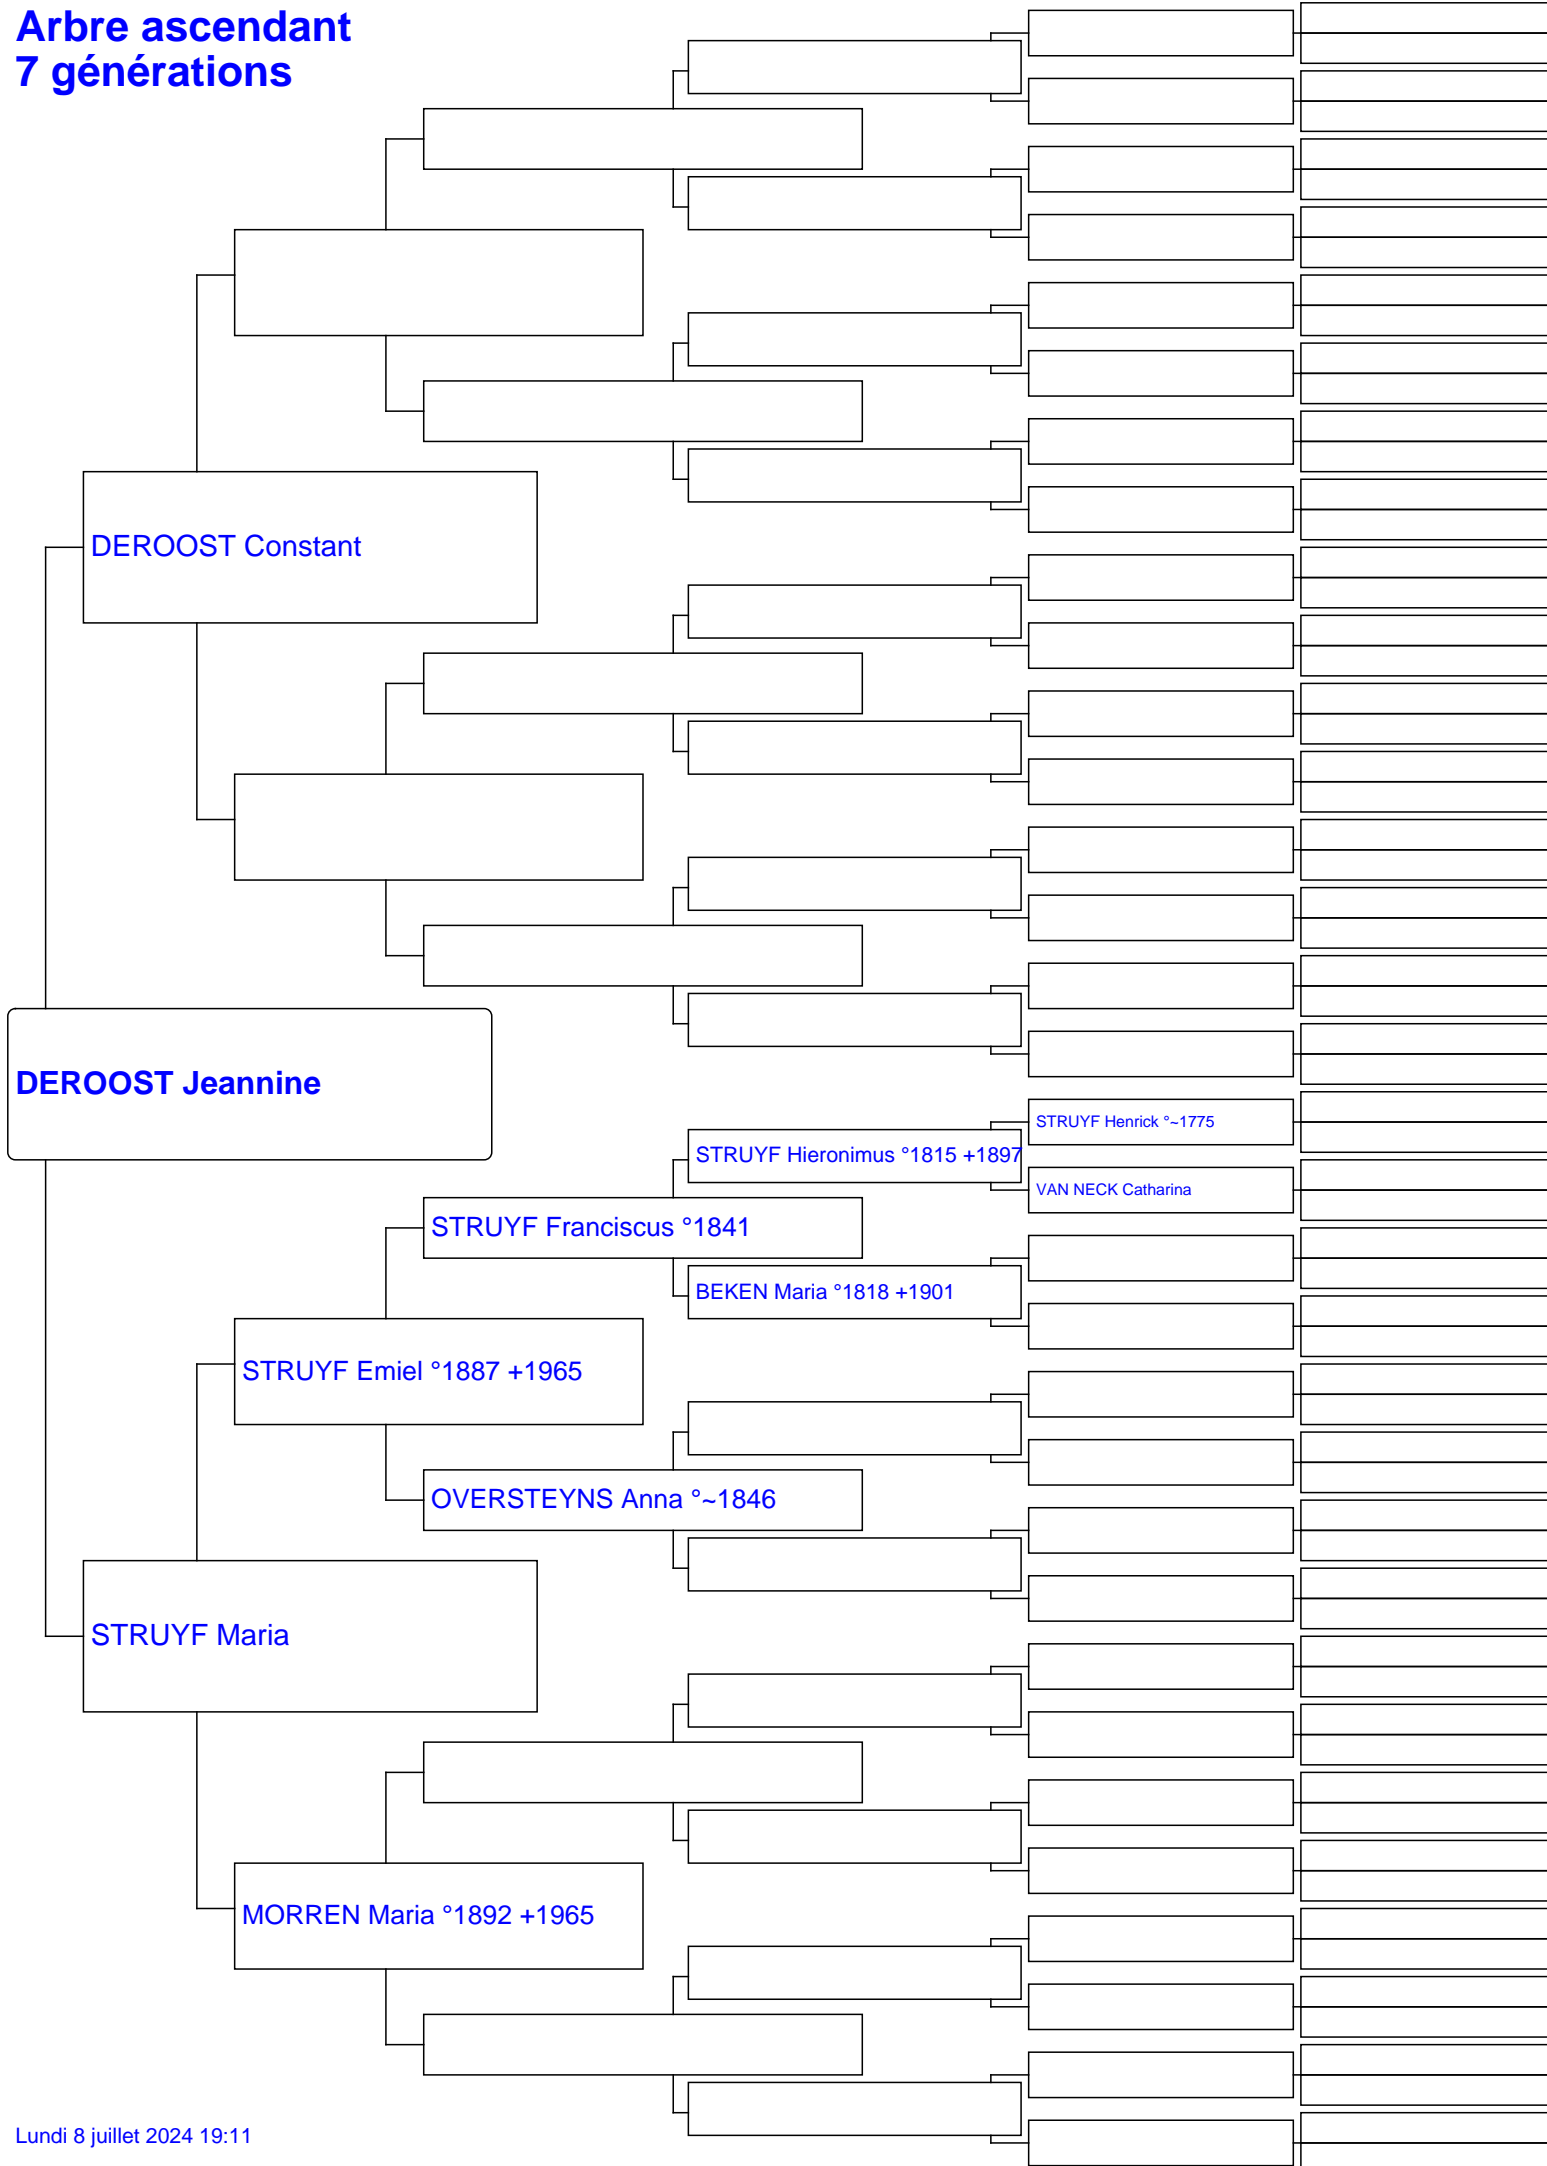 Arbre ascendant
7 générations
DEROOST Constant
DEROOST Jeannine
STRUYF Henrick °~1775
STRUYF Hieronimus °1815 +1897
VAN NECK Catharina
STRUYF Franciscus °1841
BEKEN Maria °1818 +1901
STRUYF Emiel °1887 +1965
OVERSTEYNS Anna °~1846
STRUYF Maria
MORREN Maria °1892 +1965
Lundi 8 juillet 2024 19:11